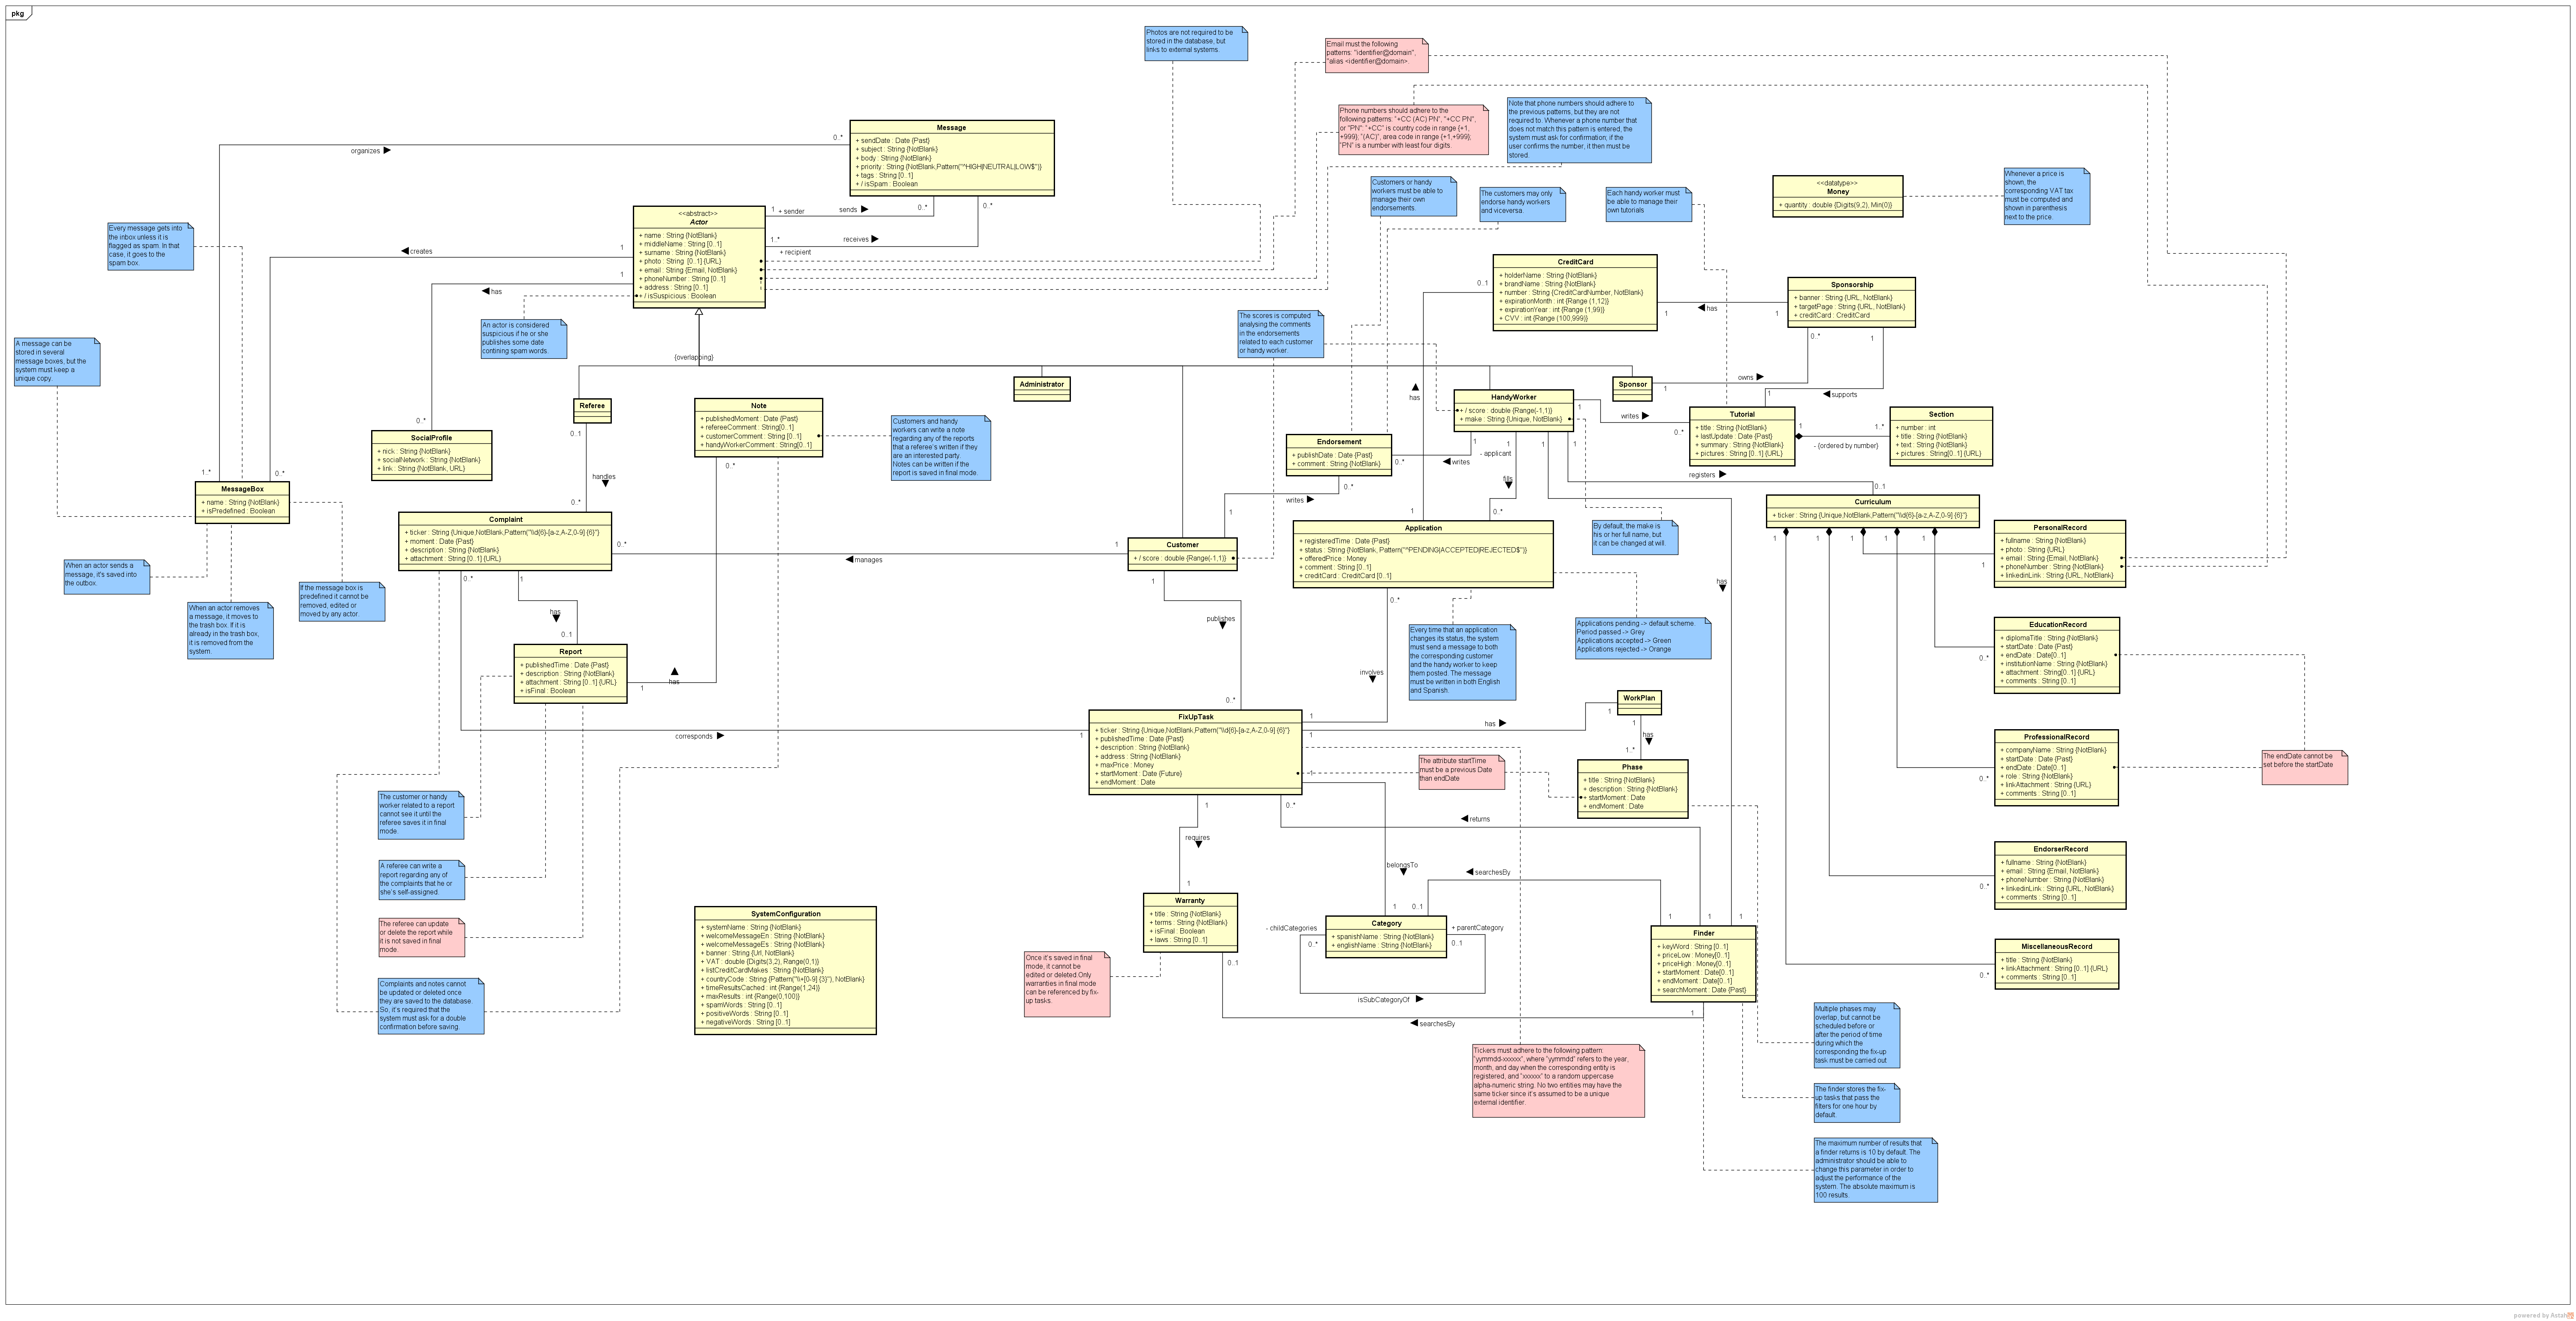 pkg
Photos are not required to be
stored in the database, but
links to external systems.
Email must the following
patterns: "identifier@domain",
"alias <identifier@domain>.
Phone numbers should adhere to the
following patterns: "+CC (AC) PN", "+CC PN",
or "PN": "+CC" is country code in range {+1,
+999}; "(AC)", area code in range {+1,+999};
"PN" is a number with least four digits.
Note that phone numbers should adhere to
the previous patterns, but they are not
required to. Whenever a phone number that
does not match this pattern is entered, the
system must ask for confirmation; if the
user confirms the number, it then must be
stored.
Message
+ sendDate : Date {Past}
+ subject : String {NotBlank}
+ body : String {NotBlank}
+ priority : String {NotBlank,Pattern("^HIGH|NEUTRAL|LOW$")}
+ tags : String [0..1]
+ / isSpam : Boolean
0..*
organizes
<<abstract>>
Actor
+ name : String {NotBlank}
+ middleName : String [0..1]
+ surname : String {NotBlank}
+ photo : String  [0..1] {URL}
+ email : String {Email, NotBlank}
+ phoneNumber : String [0..1]
+ address : String [0..1]
+ / isSuspicious : Boolean
1
+ sender
sends
0..*
0..*
1..*
receives
+ recipient
Customers or handy
workers must be able to
manage their own
endorsements.
The customers may only
endorse handy workers
and viceversa.
Each handy worker must
be able to manage their
own tutorials
<<datatype>>
Money
+ quantity : double {Digits(9,2), Min(0)}
Whenever a price is
shown, the
corresponding VAT tax
must be computed and
shown in parenthesis
next to the price.
Every message gets into
the inbox unless it is
flagged as spam. In that
case, it goes to the
spam box.
creates
1
1
has
An actor is considered
suspicious if he or she
publishes some date
contining spam words.
{overlapping}
CreditCard
+ holderName : String {NotBlank}
+ brandName : String {NotBlank}
+ number : String {CreditCardNumber, NotBlank}
+ expirationMonth : int {Range (1,12)}
+ expirationYear : int {Range (1,99)}
+ CVV : int {Range (100,999)}
0..1
1
has
1
Sponsorship
+ banner : String {URL, NotBlank}
+ targetPage : String {URL, NotBlank}
+ creditCard : CreditCard
0..*
1
The scores is computed
analysing the comments
in the endorsements
related to each customer
or handy worker.
A message can be
stored in several
message boxes, but the
system must keep a
unique copy.
Administrator
Referee
0..1
handles
0..*
Note
+ publishedMoment : Date {Past}
+ refereeComment : String[0..1]
+ customerComment : String [0..1]
+ handyWorkerComment : String[0..1]
0..*
Customers and handy
workers can write a note
regarding any of the reports
that a referee's written if they
are an interested party.
Notes can be written if the
report is saved in final mode.
has
HandyWorker
+ / score : double {Range(-1,1)}
+ make : String {Unique, NotBlank}
Sponsor
1
owns
supports
1
1
writes
0..*
Tutorial
+ title : String {NotBlank}
+ lastUpdate : Date {Past}
+ summary : String {NotBlank}
+ pictures : String [0..1] {URL}
1
1..*
- {ordered by number}
Section
+ number : int
+ title : String {NotBlank}
+ text : String {NotBlank}
+ pictures : String[0..1] {URL}
SocialProfile
+ nick : String {NotBlank}
+ socialNetwork : String {NotBlank}
+ link : String {NotBlank, URL}
0..*
Endorsement
+ publishDate : Date {Past}
+ comment : String {NotBlank}
0..*
writes
1
- applicant
1
1
1
fills
0..*
0..*
writes
1
registers
0..1
MessageBox
+ name : String {NotBlank}
+ isPredefined : Boolean
1..*
0..*
Complaint
+ ticker : String {Unique,NotBlank,Pattern("\\d{6}-[a-z,A-Z,0-9] {6}")
+ moment : Date {Past}
+ description : String {NotBlank}
+ attachment : String [0..1] {URL}
0..*
manages
1
Customer
+ / score : double {Range(-1,1)}
Application
+ registeredTime : Date {Past}
+ status : String {NotBlank, Pattern("^PENDING|ACCEPTED|REJECTED$")}
+ offeredPrice : Money
+ comment : String [0..1]
+ creditCard : CreditCard [0..1]
1
By default, the make is
his or her full name, but
it can be changed at will.
Curriculum
+ ticker : String {Unique,NotBlank,Pattern("\\d{6}-[a-z,A-Z,0-9] {6}")
1
1
1
1
1
PersonalRecord
+ fullname : String {NotBlank}
+ photo : String {URL}
+ email : String {Email, NotBlank}
+ phoneNumber : String {NotBlank}
+ linkedinLink : String {URL, NotBlank}
1
When an actor sends a
message, it's saved into
the outbox.
If the message box is
predefined it cannot be
removed, edited or
moved by any actor.
When an actor removes
a message, it moves to
the trash box. If it is
already in the trash box,
it is removed from the
system.
0..*
1
has
0..1
1
publishes
0..*
has
0..*
involves
1
Every time that an application
changes its status, the system
must send a message to both
the corresponding customer
and the handy worker to keep
them posted. The message
must be written in both English
and Spanish.
Applications pending -> default scheme.
Period passed -> Grey
Applications accepted -> Green
Applications rejected -> Orange
EducationRecord
+ diplomaTitle : String {NotBlank}
+ startDate : Date {Past}
+ endDate : Date[0..1]
+ institutionName : String {NotBlank}
+ attachment : String[0..1] {URL}
+ comments : String [0..1]
0..*
Report
+ publishedTime : Date {Past}
+ description : String {NotBlank}
+ attachment : String [0..1] {URL}
+ isFinal : Boolean
1
has
WorkPlan
1
1
has
1..*
has
1
FixUpTask
+ ticker : String {Unique,NotBlank,Pattern("\\d{6}-[a-z,A-Z,0-9] {6}")
+ publishedTime : Date {Past}
+ description : String {NotBlank}
+ address : String {NotBlank}
+ maxPrice : Money
+ startMoment : Date {Future}
+ endMoment : Date
corresponds
1
1
The attribute startTime
must be a previous Date
than endDate
Phase
+ title : String {NotBlank}
+ description : String {NotBlank}
+ startMoment : Date
+ endMoment : Date
ProfessionalRecord
+ companyName : String {NotBlank}
+ startDate : Date {Past}
+ endDate : Date[0..1]
+ role : String {NotBlank}
+ linkAttachment : String {URL}
+ comments : String [0..1]
0..*
The endDate cannot be
set before the startDate
The customer or handy
worker related to a report
cannot see it until the
referee saves it in final
mode.
1
requires
1
0..*
returns
belongsTo
1
searchesBy
0..1
EndorserRecord
+ fullname : String {NotBlank}
+ email : String {Email, NotBlank}
+ phoneNumber : String {NotBlank}
+ linkedinLink : String {URL, NotBlank}
+ comments : String [0..1]
0..*
A referee can write a
report regarding any of
the complaints that he or
she's self-assigned.
The referee can update
or delete the report while
it is not saved in final
mode.
Complaints and notes cannot
be updated or deleted once
they are saved to the database.
So, it's required that the
system must ask for a double
confirmation before saving.
SystemConfiguration
+ systemName : String {NotBlank}
+ welcomeMessageEn : String {NotBlank}
+ welcomeMessageEs : String {NotBlank}
+ banner : String {Url, NotBlank}
+ VAT : double {Digits(3,2), Range(0,1)}
+ listCreditCardMakes : String {NotBlank}
+ countryCode : String {Pattern("\\+[0-9] {3}"), NotBlank}
+ timeResultsCached : int {Range(1,24)}
+ maxResults : int {Range(0,100)}
+ spamWords : String [0..1]
+ positiveWords : String [0..1]
+ negativeWords : String [0..1]
Warranty
+ title : String {NotBlank}
+ terms : String {NotBlank}
+ isFinal : Boolean
+ laws : String [0..1]
0..1
Once it's saved in final
mode, it cannot be
edited or deleted.Only
warranties in final mode
can be referenced by fix-
up tasks.
Category
+ spanishName : String {NotBlank}
+ englishName : String {NotBlank}
- childCategories
0..*
+ parentCategory
0..1
isSubCategoryOf
1
1
1
Finder
+ keyWord : String [0..1]
+ priceLow : Money[0..1]
+ priceHigh : Money[0..1]
+ startMoment : Date[0..1]
+ endMoment : Date[0..1]
+ searchMoment : Date {Past}
1
searchesBy
MiscellaneousRecord
+ title : String {NotBlank}
+ linkAttachment : String [0..1] {URL}
+ comments : String [0..1]
0..*
Tickers must adhere to the following pattern:
"yymmdd-xxxxxx", where "yymmdd" refers to the year,
month, and day when the corresponding entity is
registered, and "xxxxxx" to a random uppercase
alpha-numeric string. No two entities may have the
same ticker since it's assumed to be a unique
external identifier.
Multiple phases may
overlap, but cannot be
scheduled before or
after the period of time
during which the
corresponding the fix-up
task must be carried out
The finder stores the fix-
up tasks that pass the
filters for one hour by
default.
The maximum number of results that
a finder returns is 10 by default. The
administrator should be able to
change this parameter in order to
adjust the performance of the
system. The absolute maximum is
100 results.
powered by Astah